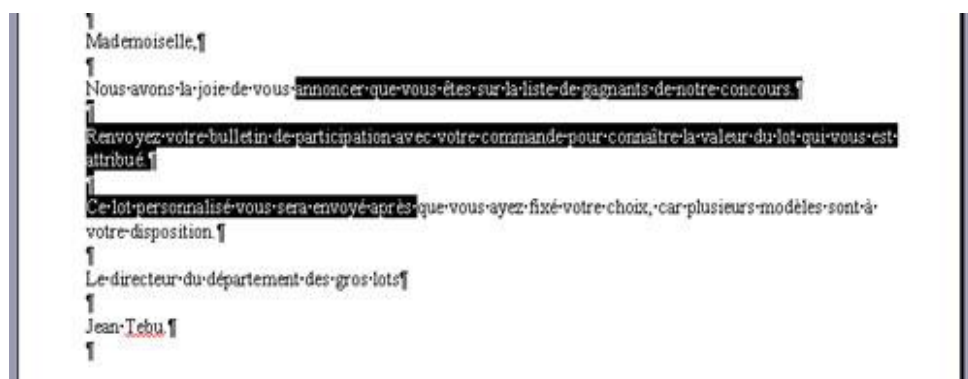 Mademoiselle,¶
¶
Nous·avons·la·joie·de·vous·annoncer·que·vous·êtes·sur·la·liste·de·gagnants·de·notre·concours.¶
¶
Renvoyez·votre·bulletin·de·participation·avec·votre·commande·pour·connaître·la·valeur·du·lot·qui·vous·est·
attribué.¶
¶
Ce·lot·personnalisé·vous·sera·envoyé·après·que·vous·ayez·fixé·votre·choix,·car·plusieurs·modèles·sont·à·
votre·disposition.¶
¶
Le·directeur·du·département·des·gros·lots¶
¶
Jean·Tebu.¶
¶